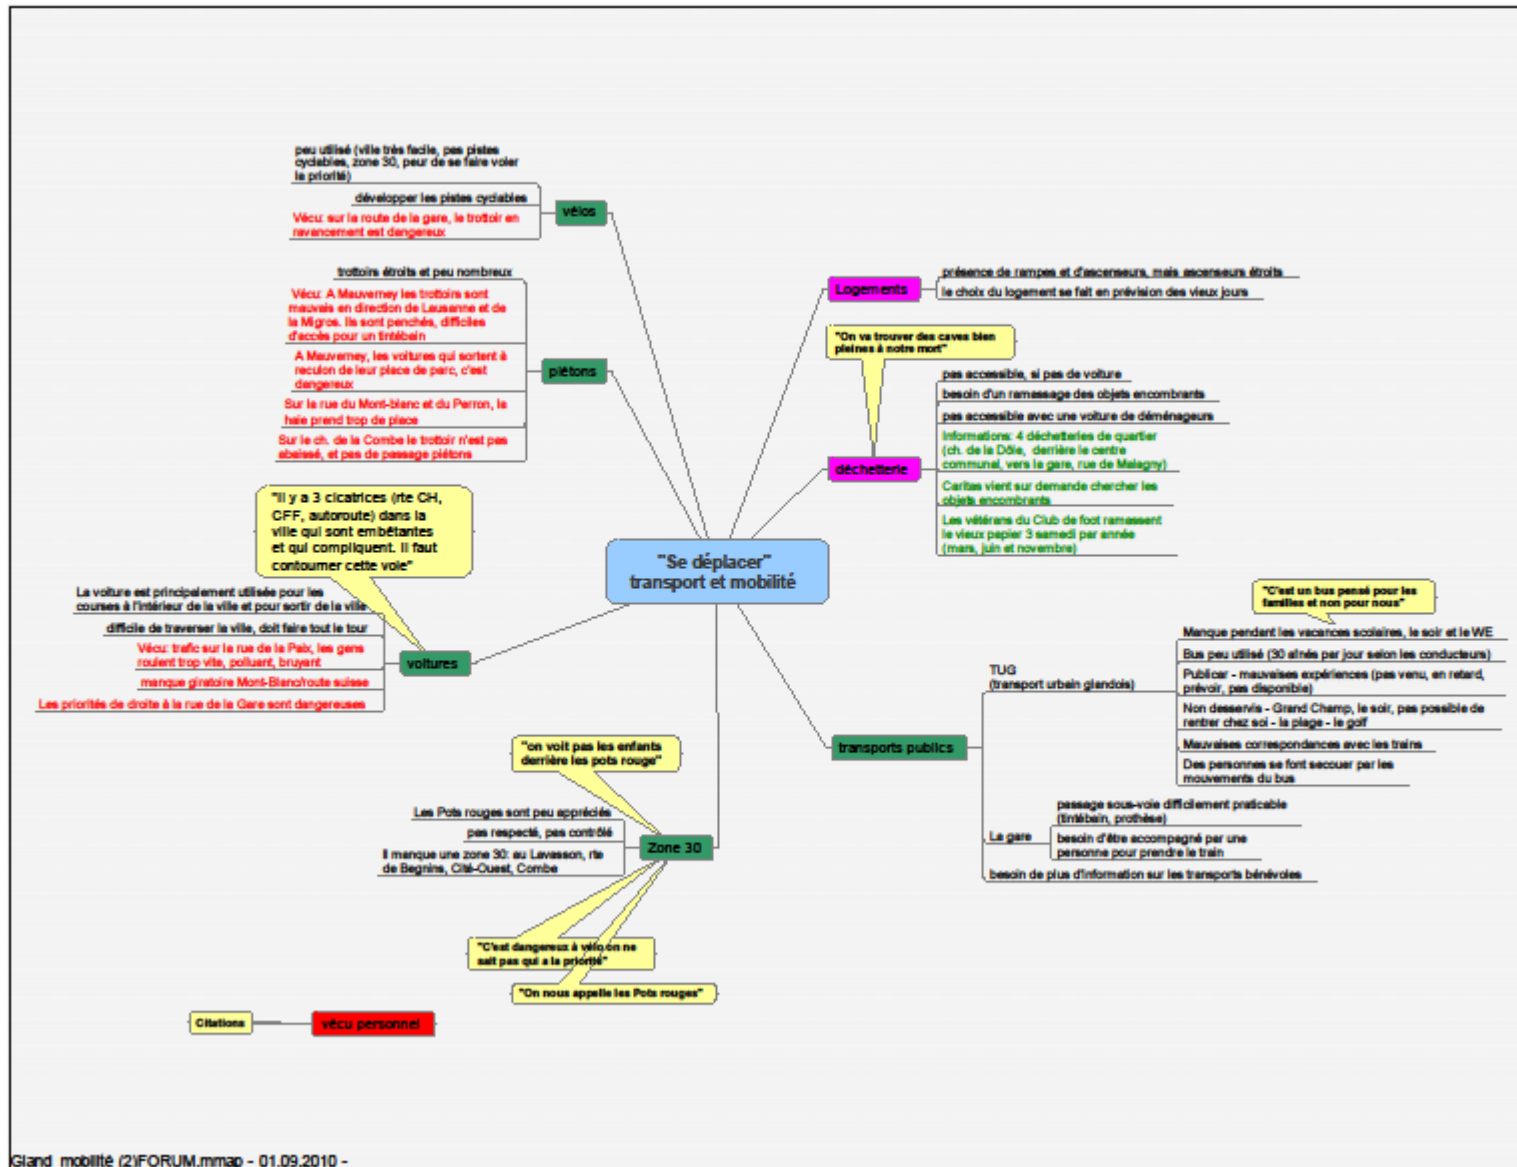 peu utilisé (ville très facile, pas pistes
cyclables, zone 30, peur de se faire voler
la priorité)
développer les pistes cyclables
Vécu: sur la route de la gare, le trottoir en
ravancement est dangereux
vélos
trottoirs étroits et peu nombreux
Vécu: A Mauverney les trottoirs sont
mauvais en direction de Lausanne et de
la Migros. Ils sont penchés, difficiles
d'accès pour un tintébain
A Mauverney, les voitures qui sortent à
reculon de leur place de parc, c'est
dangereux
Sur la rue du Mont-blanc et du Perron, la
haie prend trop de place
Sur le ch. de la Combe le trottoir n'est pas
abaissé, et pas de passage piétons
piétons
"Il y a 3 cicatrices (rte CH,
CFF, autoroute) dans la
ville qui sont embêtantes
et qui compliquent. Il faut
contourner cette voie"
La voiture est principalement utilisée pour les
courses à l'intérieur de la ville et pour sortir de la ville
difficile de traverser la ville, doit faire tout le tour
Vécu: trafic sur la rue de la Paix, les gens
roulent trop vite, polluant, bruyant
manque giratoire Mont-Blanc/route suisse
Les priorités de droite à la rue de la Gare sont dangereuses
voitures
"Se déplacer"
transport et mobilité
Logements
présence de rampes et d'ascenseurs, mais ascenseurs étroits
le choix du logement se fait en prévision des vieux jours
"On va trouver des caves bien
pleines à notre mort"
déchetterie
pas accessible, si pas de voiture
besoin d'un ramassage des objets encombrants
pas accessible avec une voiture de déménageurs
Informations: 4 déchetteries de quartier
(ch. de la Dôle, derrière le centre
communal, vers la gare, rue de Malagny)
Caritas vient sur demande chercher les
objets encombrants
Les vétérans du Club de foot ramassent
le vieux papier 3 samedi par année
(mars, juin et novembre)
"C'est un bus pensé pour les
familles et non pour nous"
transports publics
TUG
(transport urbain glandois)
Manque pendant les vacances scolaires, le soir et le WE
Bus peu utilisé (30 aînés par jour selon les conducteurs)
Publicar - mauvaises expériences (pas venu, en retard,
prévoir, pas disponible)
Non desservis - Grand Champ, le soir, pas possible de
rentrer chez soi - la plage - le golf
Mauvaises correspondances avec les trains
Des personnes se font secouer par les
mouvements du bus
La gare
passage sous-voie difficilement praticable
(tintébain, prothèse)
besoin d'être accompagné par une
personne pour prendre le train
besoin de plus d'information sur les transports bénévoles
"on voit pas les enfants
derrière les pots rouge"
Les Pots rouges sont peu appréciés
pas respecté, pas contrôlé
Il manque une zone 30: au Lavasson, rte
de Begnins, Cité-Ouest, Combe
Zone 30
"C'est dangereux à vélo on ne
sait pas qui a la priorité"
"On nous appelle les Pots rouges"
Citations
vécu personnel
Gland mobilité (2)FORUM.mmap - 01.09.2010 -